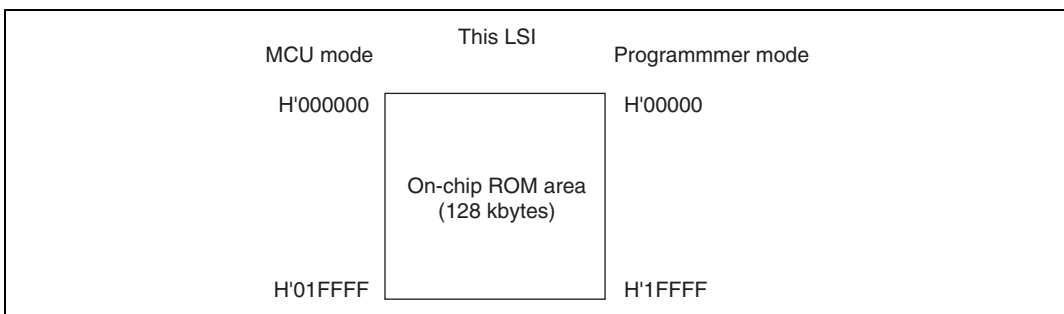 This LSI
MCU mode
Programmmer mode
H'000000
H'00000
On-chip ROM area
(128 kbytes)
H'01FFFF
H'1FFFF